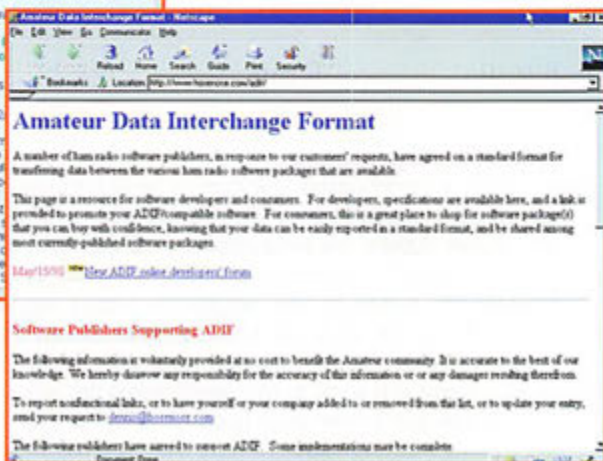 Amateur Data Interchange Format - Netscape
File Edit View Go Communicator Help
Reload Home Search Guide Print Security
Bookmarks Location: http://www.hosenose.com/adif/
Amateur Data Interchange Format
A number of ham radio software publishers, in response to our customers' requests, have agreed on a standard format for
transferring data between the various ham radio software packages that are available.
This page is a resource for software developers and consumers. For developers, specifications are available here, and a link is
provided to promote your ADIF/compatible software. For consumers, this is a great place to shop for software package(s)
that you can buy with confidence, knowing that your data can be easily exported in a standard format, and be shared among
most currently-published software packages.
New ADIF online developers' forum
Software Publishers Supporting ADIF
The following information is voluntarily provided at no cost to benefit the Amateur community. It is accurate to the best of our
knowledge. We hereby disavow any responsibility for the accuracy of this information or or any damages resulting therefrom.
To report nonfunctional links, or to have yourself or your company added to or removed from this list, or to update your entry,
send your request to
The following publishers have agreed to support ADIF. Some implementations may be complete
Document Done